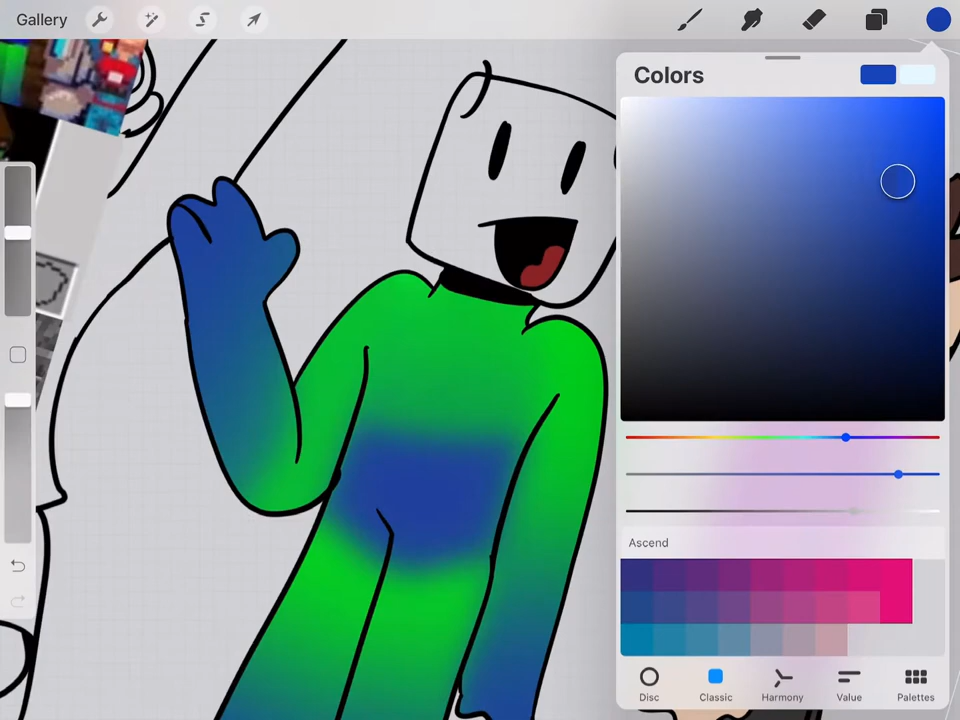 Gallery
Colors
Ascend
Disc
Classic
Harmony
Value
Palettes